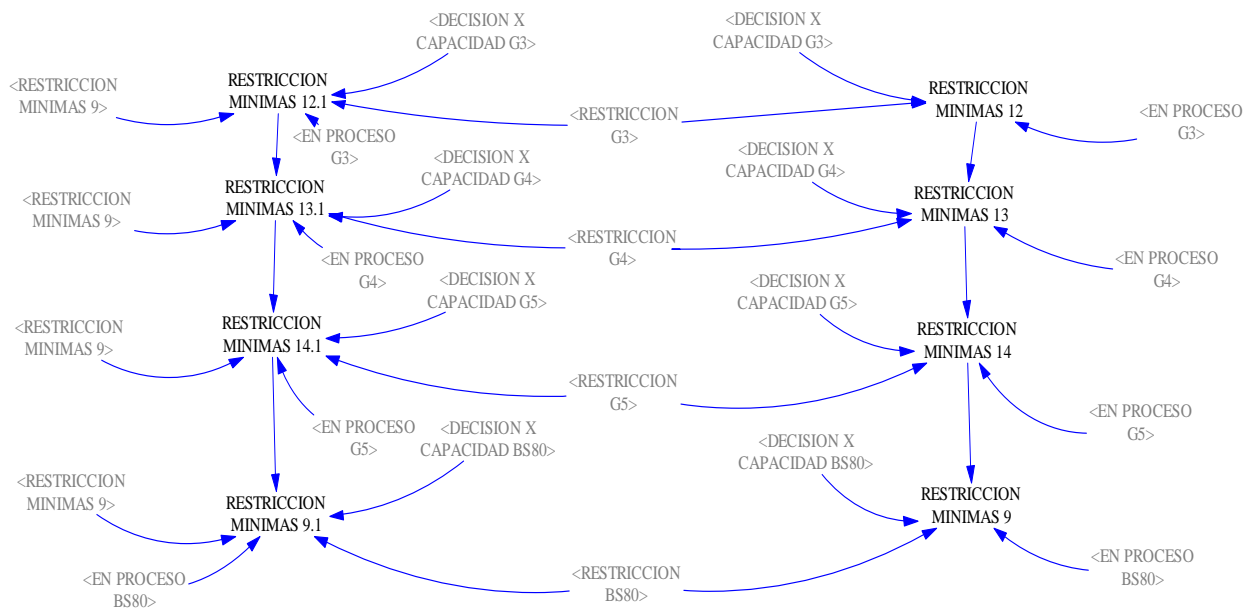 <DECISION X
CAPACIDAD G3>
<DECISION X
CAPACIDAD G3>
<RESTRICCION
MINIMAS 9>
RESTRICCION
MINIMAS 12.1
<RESTRICCION
G3>
RESTRICCION
MINIMAS 12
<EN PROCESO
G3>
<EN PROCESO
G3>
<DECISION X
CAPACIDAD G4>
<DECISION X
CAPACIDAD G4>
<RESTRICCION
MINIMAS 9>
RESTRICCION
MINIMAS 13.1
RESTRICCION
MINIMAS 13
<RESTRICCION
G4>
<EN PROCESO
G4>
<EN PROCESO
G4>
<DECISION X
CAPACIDAD G5>
<DECISION X
CAPACIDAD G5>
<RESTRICCION
MINIMAS 9>
RESTRICCION
MINIMAS 14.1
RESTRICCION
MINIMAS 14
<RESTRICCION
G5>
<EN PROCESO
G5>
<EN PROCESO
G5>
<DECISION X
CAPACIDAD BS80>
<DECISION X
CAPACIDAD BS80>
<RESTRICCION
MINIMAS 9>
RESTRICCION
MINIMAS 9.1
RESTRICCION
MINIMAS 9
<EN PROCESO
BS80>
<RESTRICCION
BS80>
<EN PROCESO
BS80>